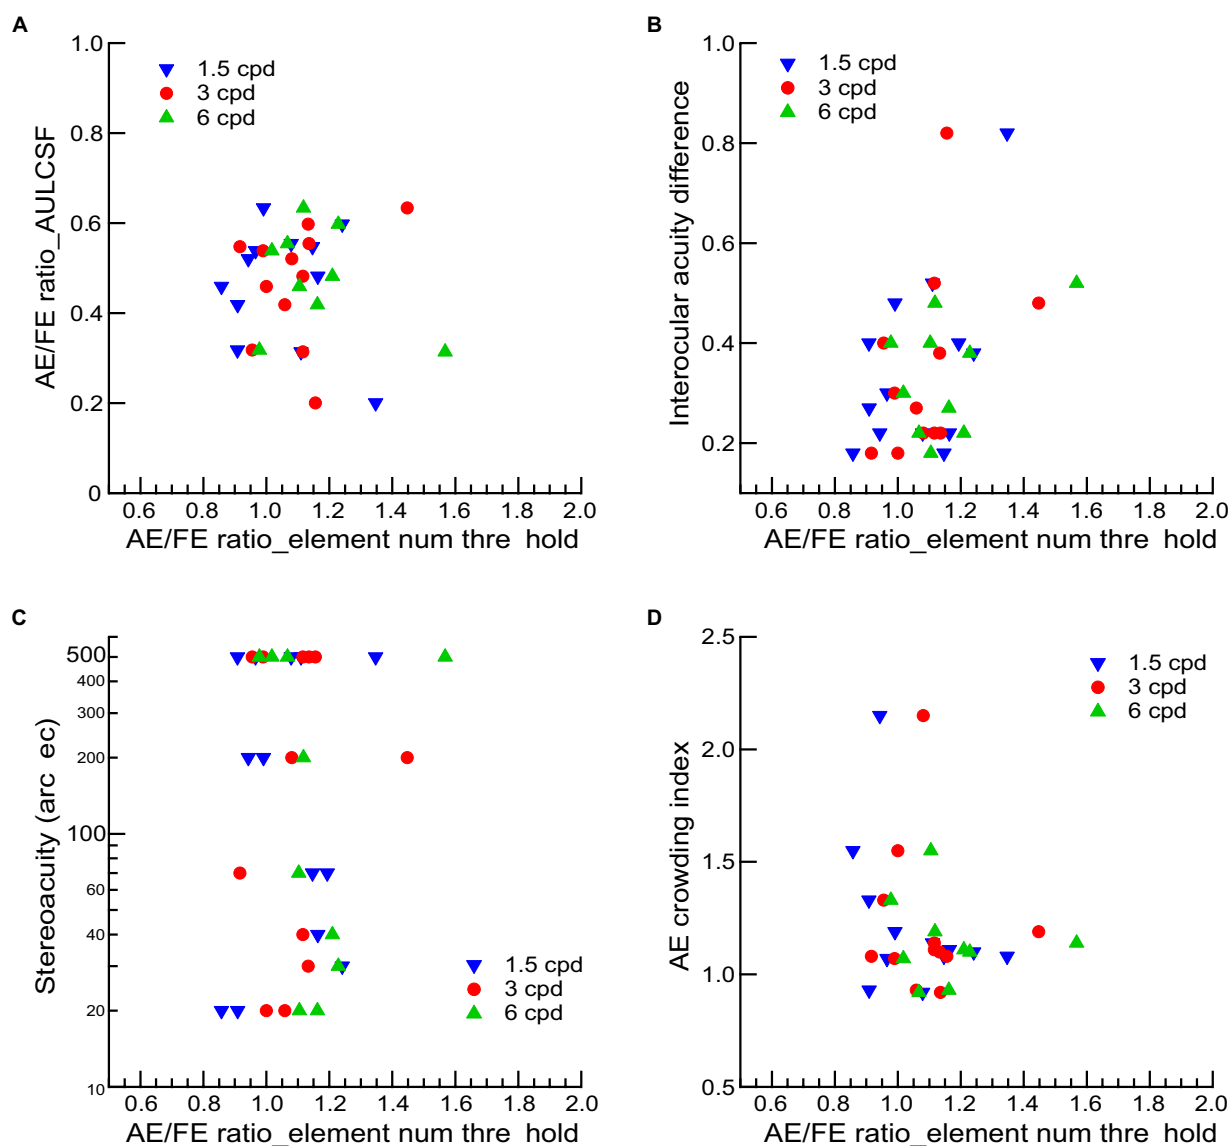 A
1.0
0.8
0.6
0.4
0.2
0
AE/FE ratio_AULCSF
1.5 cpd
3 cpd
6 cpd
0.6 0.8 1.0 1.2 1.4 1.6 1.8 2.0
AE/FE ratio_element num thre hold
B
1.0
0.8
0.6
0.4
0.2
Interocular acuity difference
1.5 cpd
3 cpd
6 cpd
0.6 0.8 1.0 1.2 1.4 1.6 1.8 2.0
AE/FE ratio_element num thre hold
C
500
400
300
200
100
60
40
20
10
Stereoacuity (arc ec)
1.5 cpd
3 cpd
6 cpd
0.6 0.8 1.0 1.2 1.4 1.6 1.8 2.0
AE/FE ratio_element num thre hold
D
2.5
2.0
1.5
1.0
0.5
AE crowding index
1.5 cpd
3 cpd
6 cpd
0.6 0.8 1.0 1.2 1.4 1.6 1.8 2.0
AE/FE ratio_element num thre hold